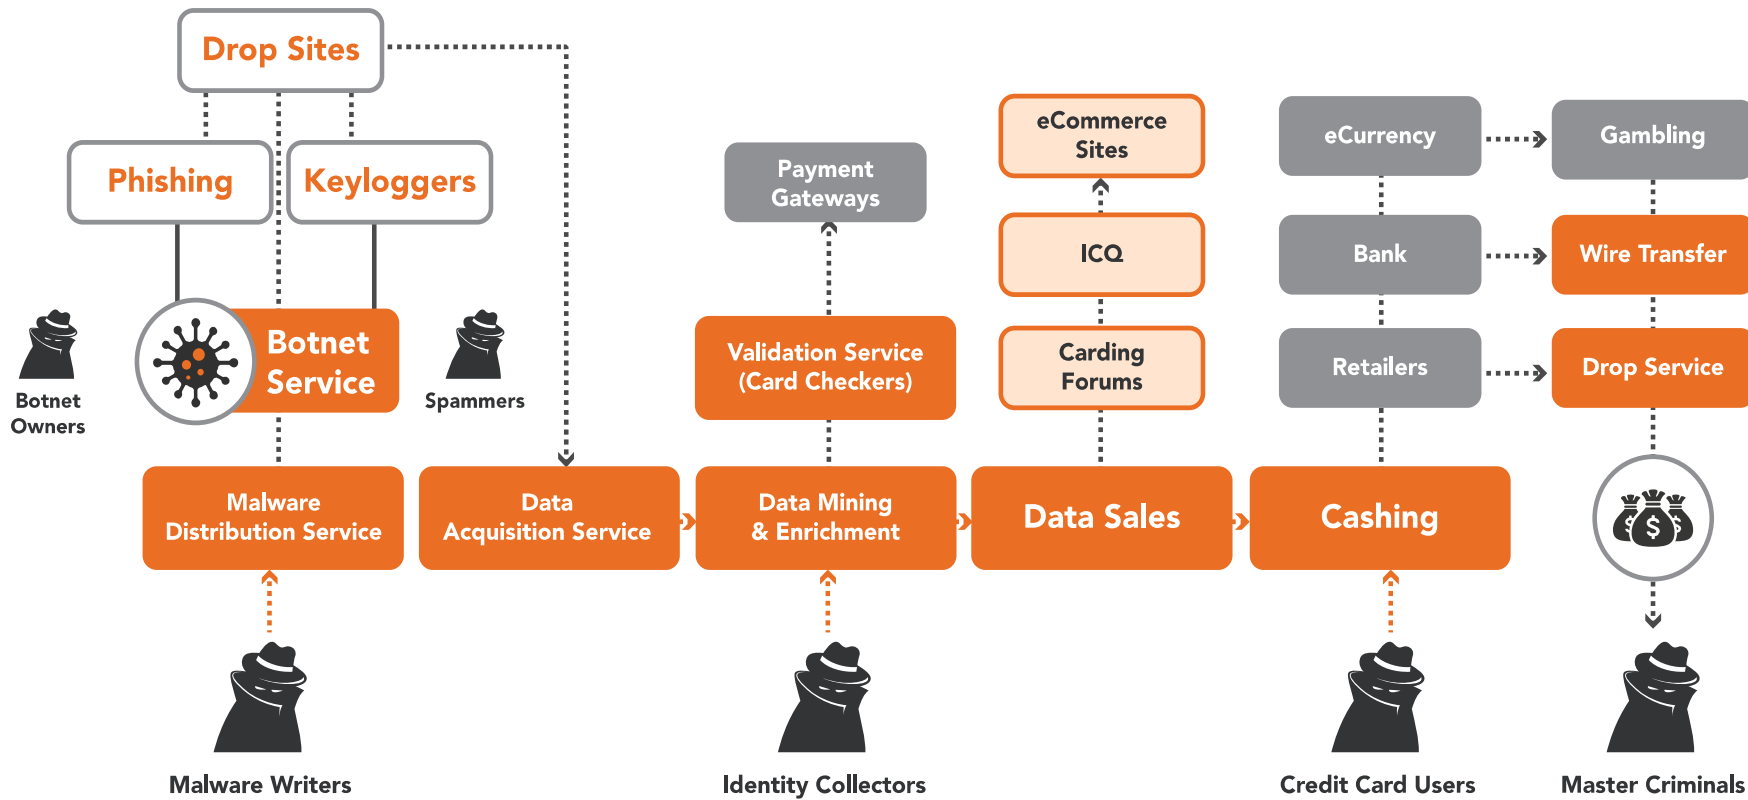 Drop Sites
Phishing
Keyloggers
Botnet
Service
Botnet
Owners
Spammers
Malware
Distribution Service
Malware Writers
Data
Acquisition Service
Payment
Gateways
Validation Service
(Card Checkers)
Data Mining
& Enrichment
Identity Collectors
eCommerce
Sites
ICQ
Carding
Forums
Data Sales
eCurrency
Bank
Retailers
Cashing
Credit Card Users
Gambling
Wire Transfer
Drop Service
$ $ $
Master Criminals